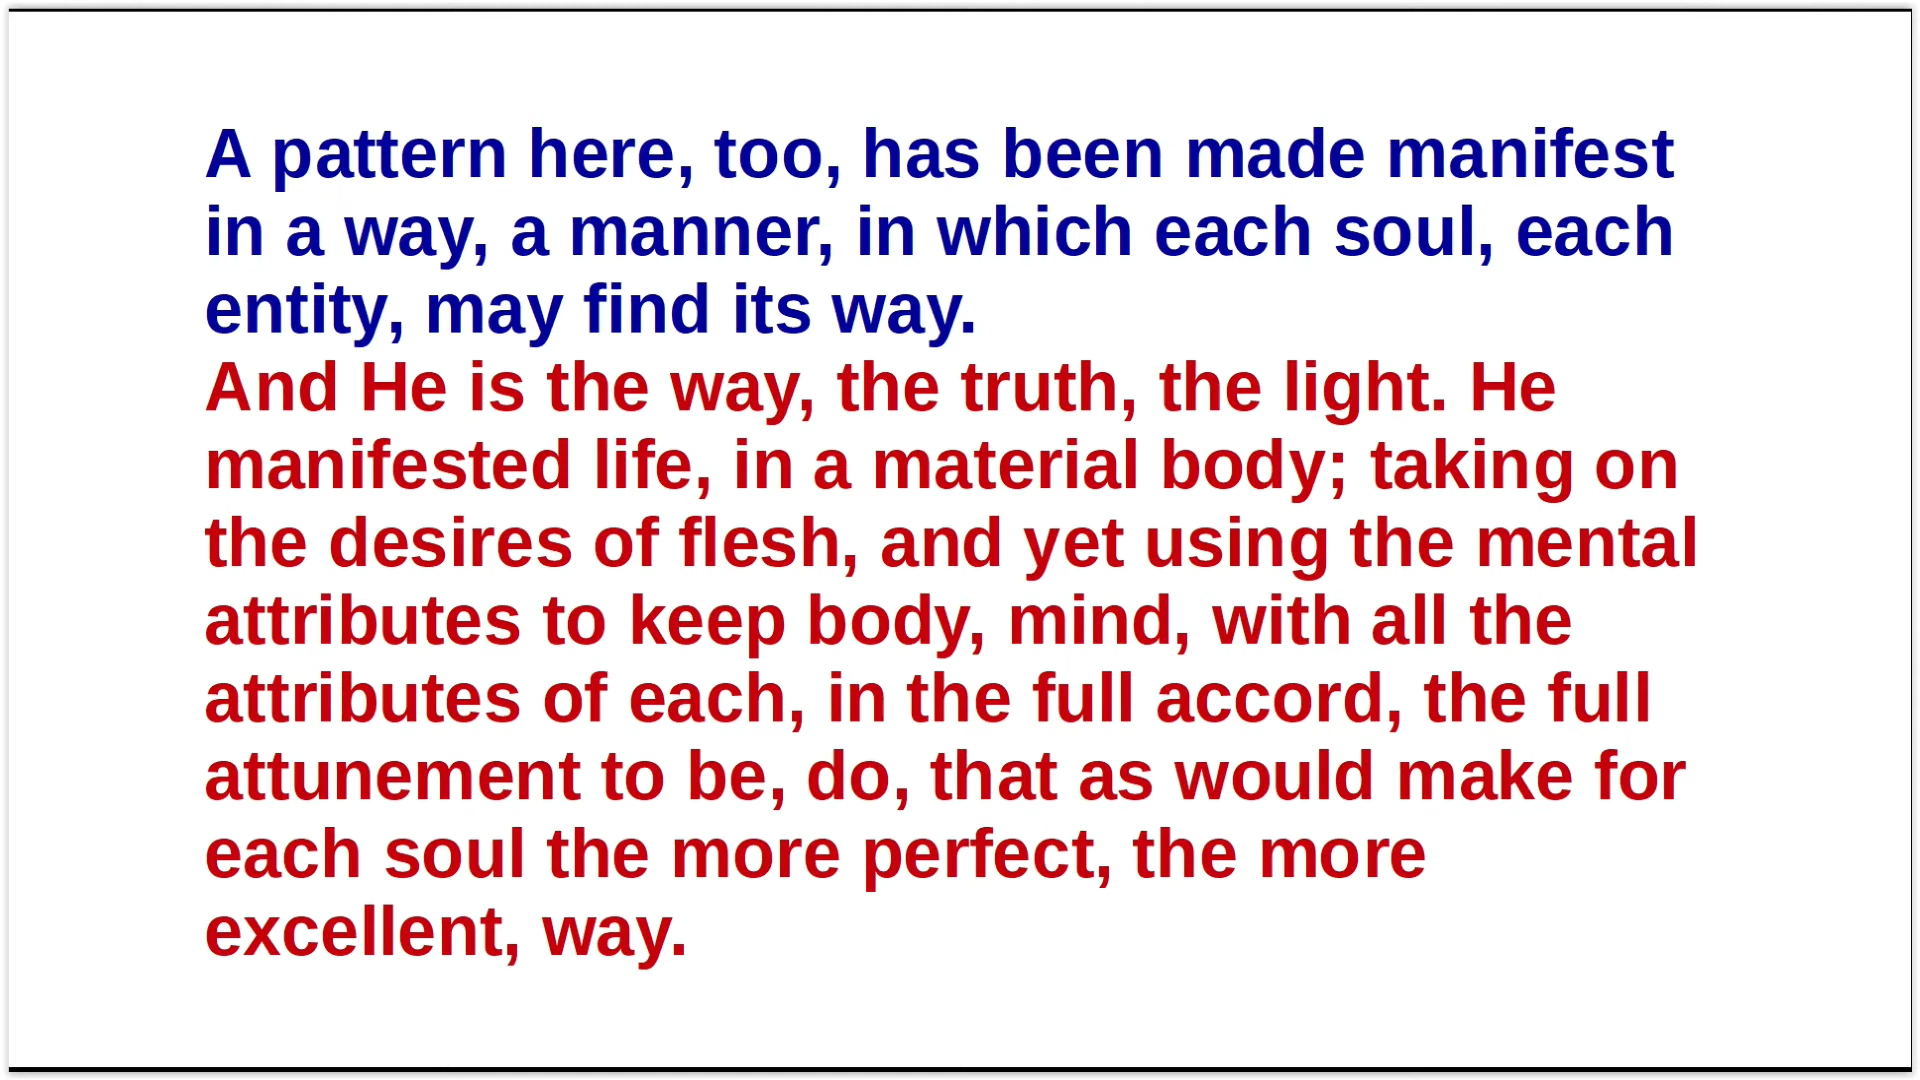 A pattern here, too, has been made manifest
in a way, a manner, in which each soul, each
entity, may find its way.
And He is the way, the truth, the light. He
manifested life, in a material body; taking on
the desires of flesh, and yet using the mental
attributes to keep body, mind, with all the
attributes of each, in the full accord, the full
attunement to be, do, that as would make for
each soul the more perfect, the more
excellent, way.